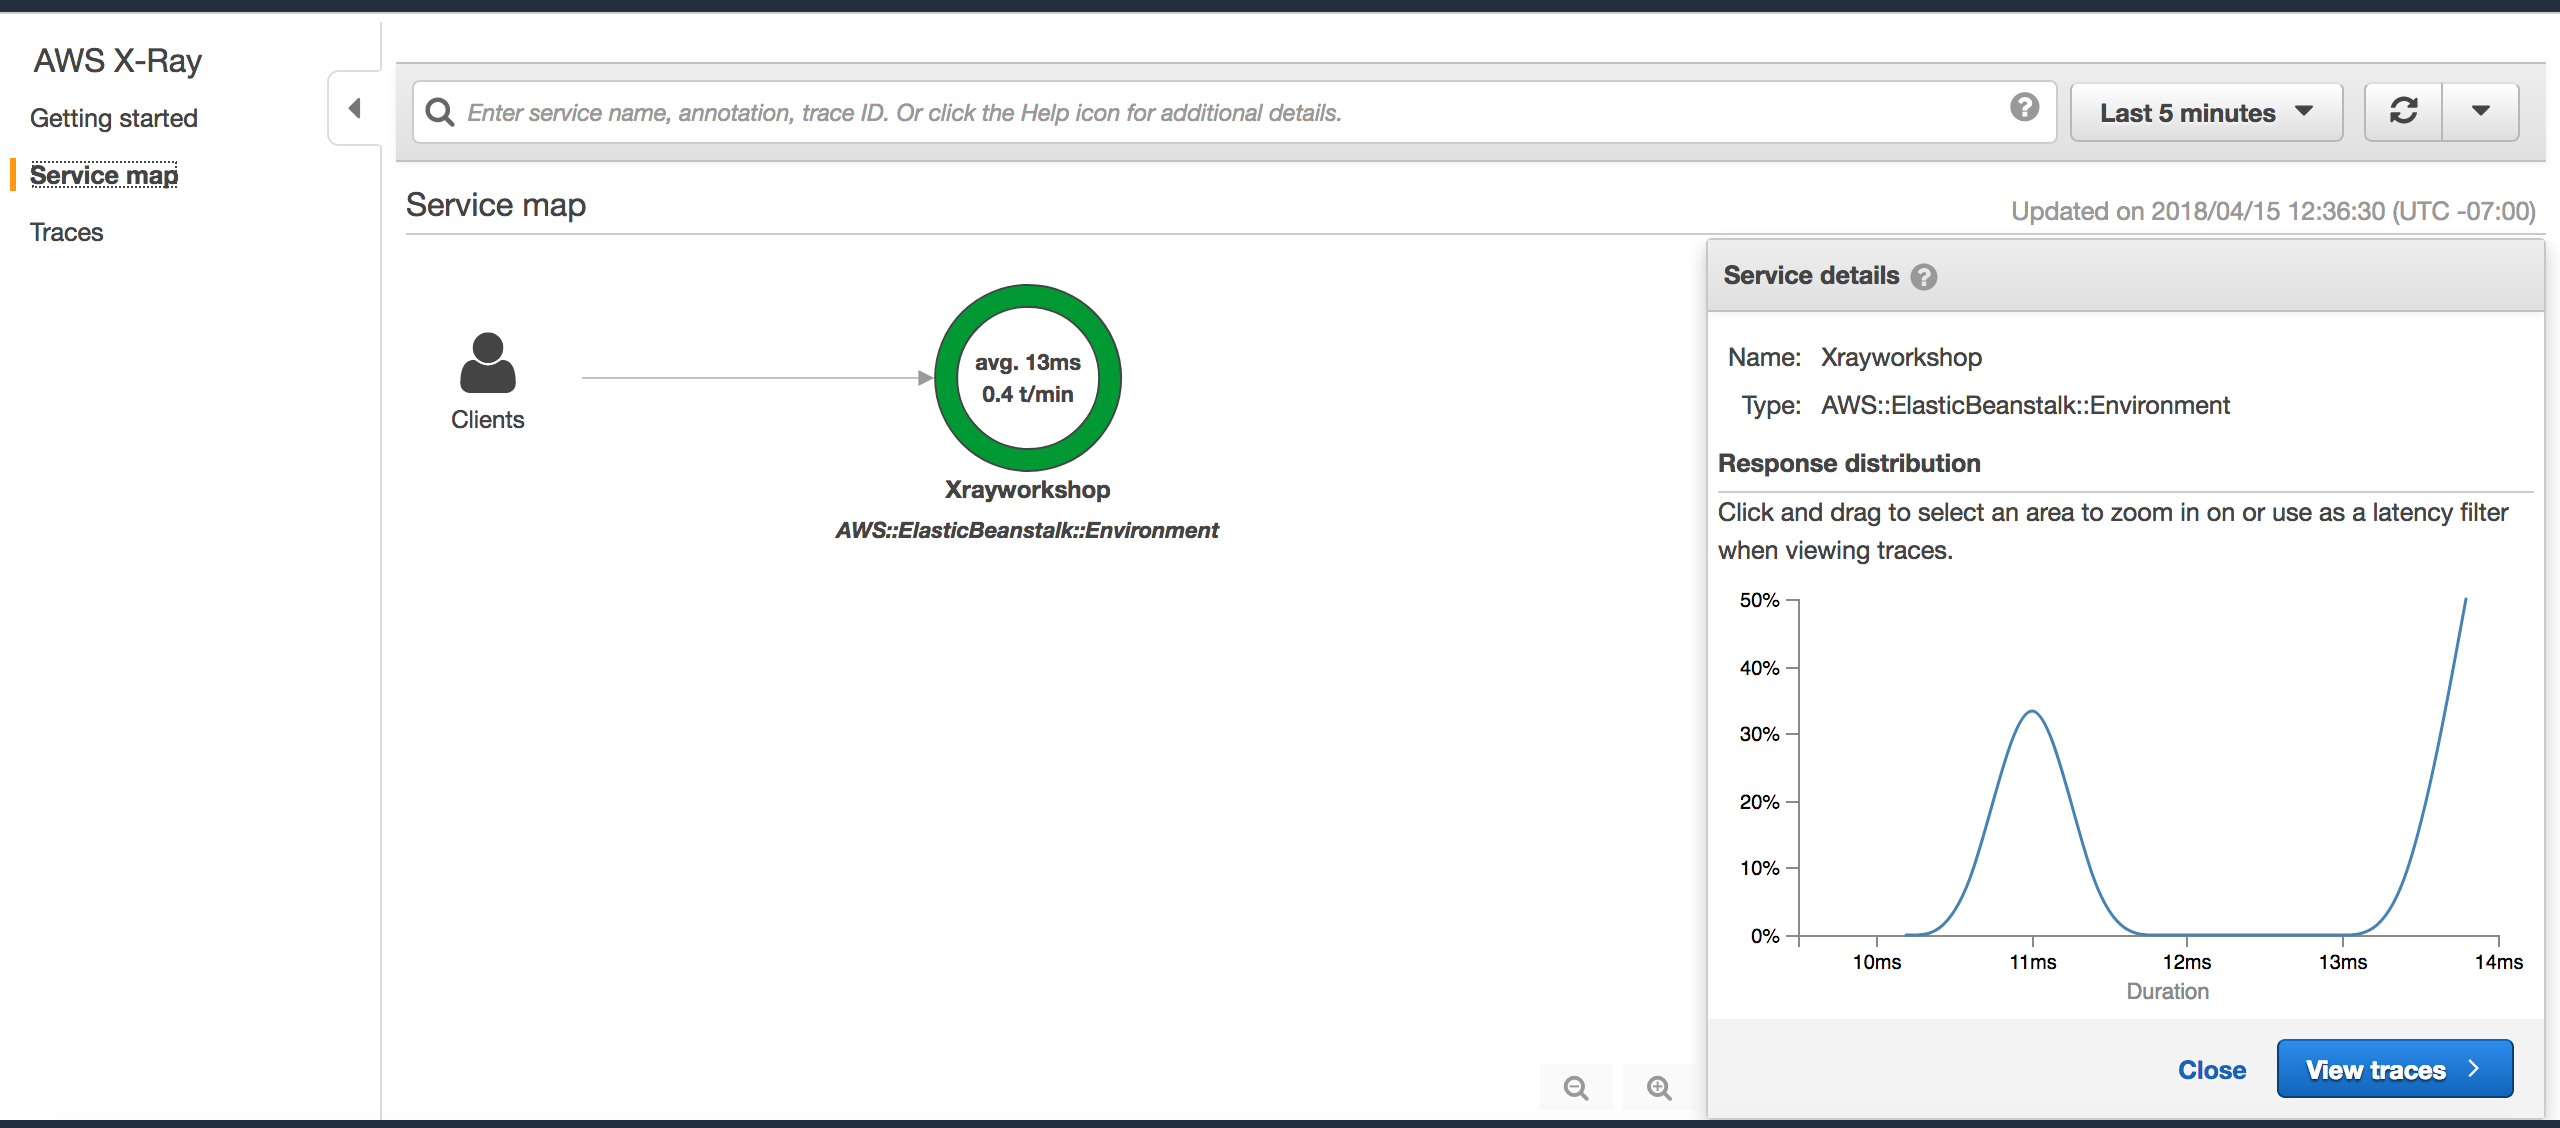 AWS X-Ray
Getting started
Service map
Traces
Enter service name, annotation, trace ID. Or click the Help icon for additional details.
?
Last 5 minutes
Service map
Updated on 2018/04/15 12:36:30 (UTC -07:00)
Clients
avg. 13ms
0.4 t/min
Xrayworkshop
AWS::ElasticBeanstalk::Environment
Service details ?
Name: Xrayworkshop
Type: AWS::ElasticBeanstalk::Environment
Response distribution
Click and drag to select an area to zoom in on or use as a latency filter
when viewing traces.
50%
40%
30%
20%
10%
0%
10ms 11ms 12ms 13ms 14ms
Duration
Close View traces